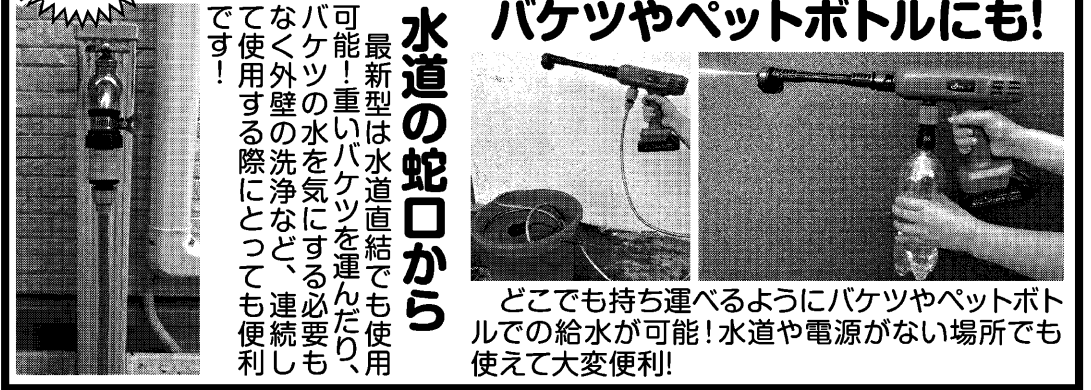 バケツやペットボトルにも!
どこでも持ち運べるようにバケツやペットボト
ルでの給水が可能!水道や電源がない場所でも
使えて大変便利!
水道の蛇口から
最新型は水道直結でも使用
可能!重いバケツを運んだり、
バケツの水を気にする必要も
なく外壁の洗浄など、連続し
て使用する際にとっても便利
です!